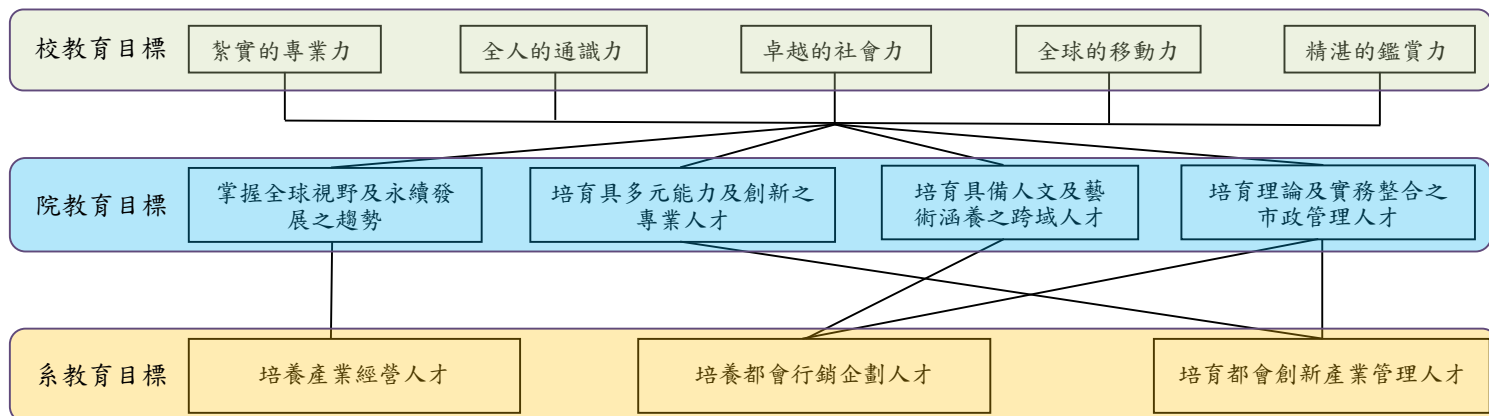 校教育目標
紮實的專業力
全人的通識力
卓越的社會力
全球的移動力
精湛的鑑賞力
院教育目標
掌握全球視野及永續發
展之趨勢
培育具多元能力及創新之
專業人才
培育具備人文及藝
術涵養之跨域人才
培育理論及實務整合之
市政管理人才
系教育目標
培養產業經營人才
培養都會行銷企劃人才
培育都會創新產業管理人才